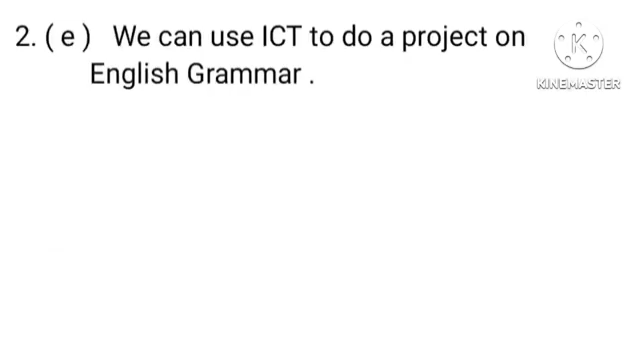 2. ( e ) We can use ICT to do a project on
English Grammar .
K
KINEMASTER